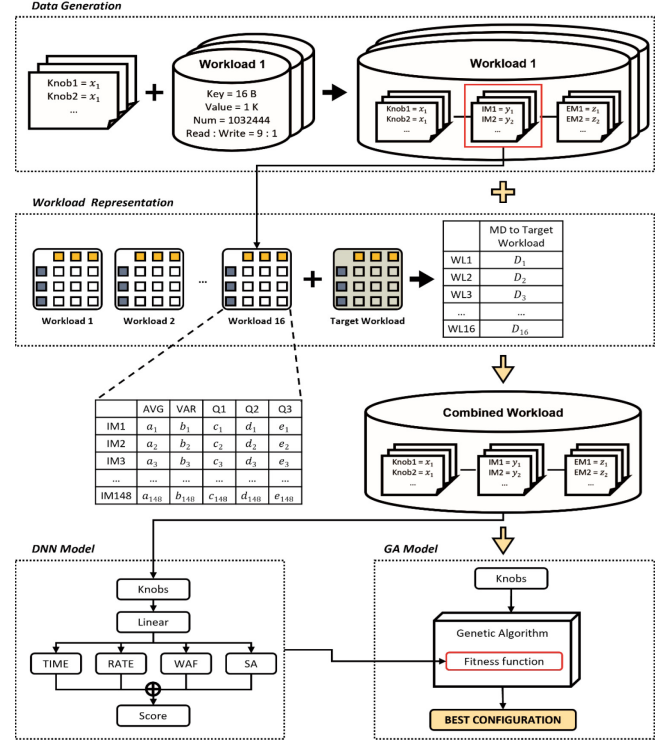 Data Generation
Knob1 = x₁
Knob2 = x₁
...
Workload 1
Key = 16 B
Value = 1 K
Num = 1032444
Read : Write = 9 : 1
Workload 1
Knob1 = x₁
Knob2 = x₁
...
IM1 = y₁
IM2 = y₂
...
EM1 = z₁
EM2 = z₂
...
Workload Representation
Workload 1
Workload 2
...
Workload 16
Target Workload
MD to Target Workload
WL1 D₁
WL2 D₂
WL3 D₃
... ...
WL16 D₁₆
AVG VAR Q1 Q2 Q3
IM1 a₁ b₁ c₁ d₁ e₁
IM2 a₂ b₂ c₂ d₂ e₂
IM3 a₃ b₃ c₃ d₃ e₃
... ... ... ... ... ...
IM148 a₁₄₈ b₁₄₈ c₁₄₈ d₁₄₈ e₁₄₈
Combined Workload
Knob1 = x₁
Knob2 = x₁
...
IM1 = y₁
IM2 = y₂
...
EM1 = z₁
EM2 = z₂
...
DNN Model
Knobs
Linear
TIME RATE WAF SA
Score
GA Model
Knobs
Genetic Algorithm
Fitness function
BEST CONFIGURATION